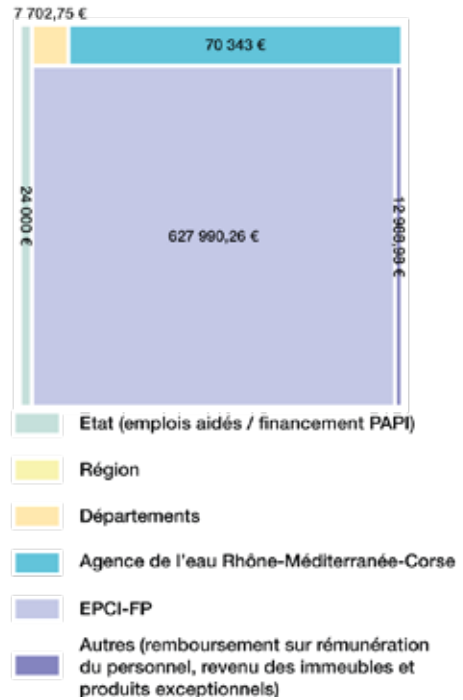 7 702,75 €
70 343 €
24 000 €
627 990,26 €
Etat (emplois aidés / financement PAPI)
Région
Départements
Agence de l'eau Rhône-Méditerranée-Corse
EPCI-FP
Autres (remboursement sur rémunération
du personnel, revenu des immeubles et
produits exceptionnels)